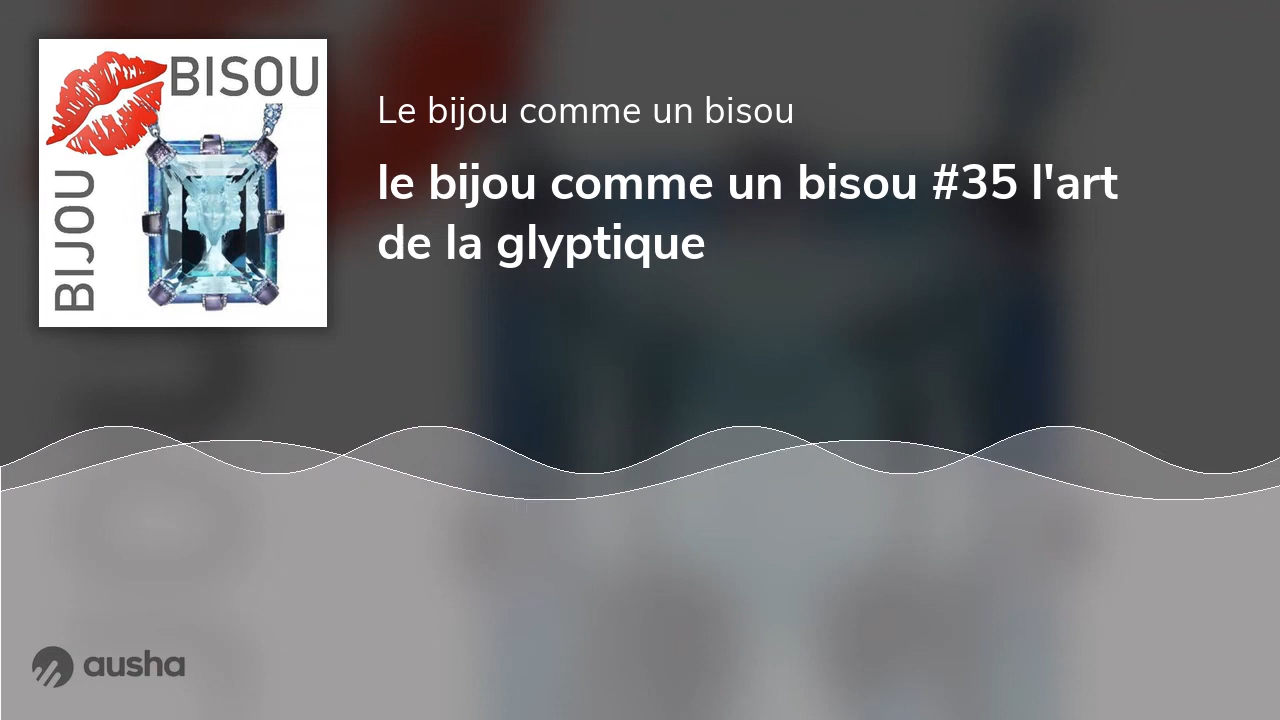 BISOU
BIJOU
Le bijou comme un bisou
le bijou comme un bisou #35 l'art
de la glyptique
ausha